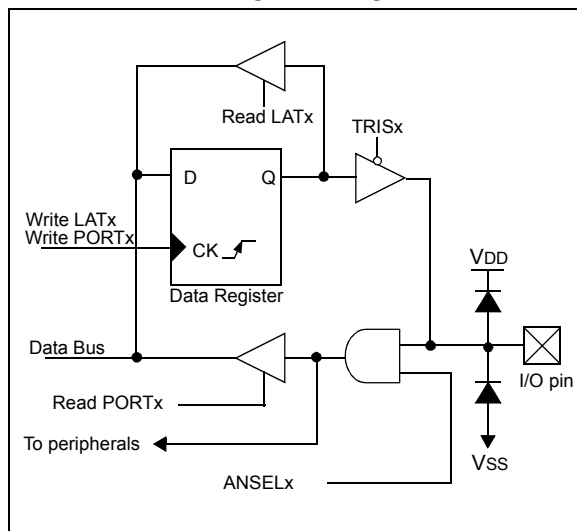 Read LATx
TRISx
D
Q
Write LATx
Write PORTx
CK
Data Register
VDD
Data Bus
I/O pin
Read PORTx
To peripherals
VSS
ANSELx